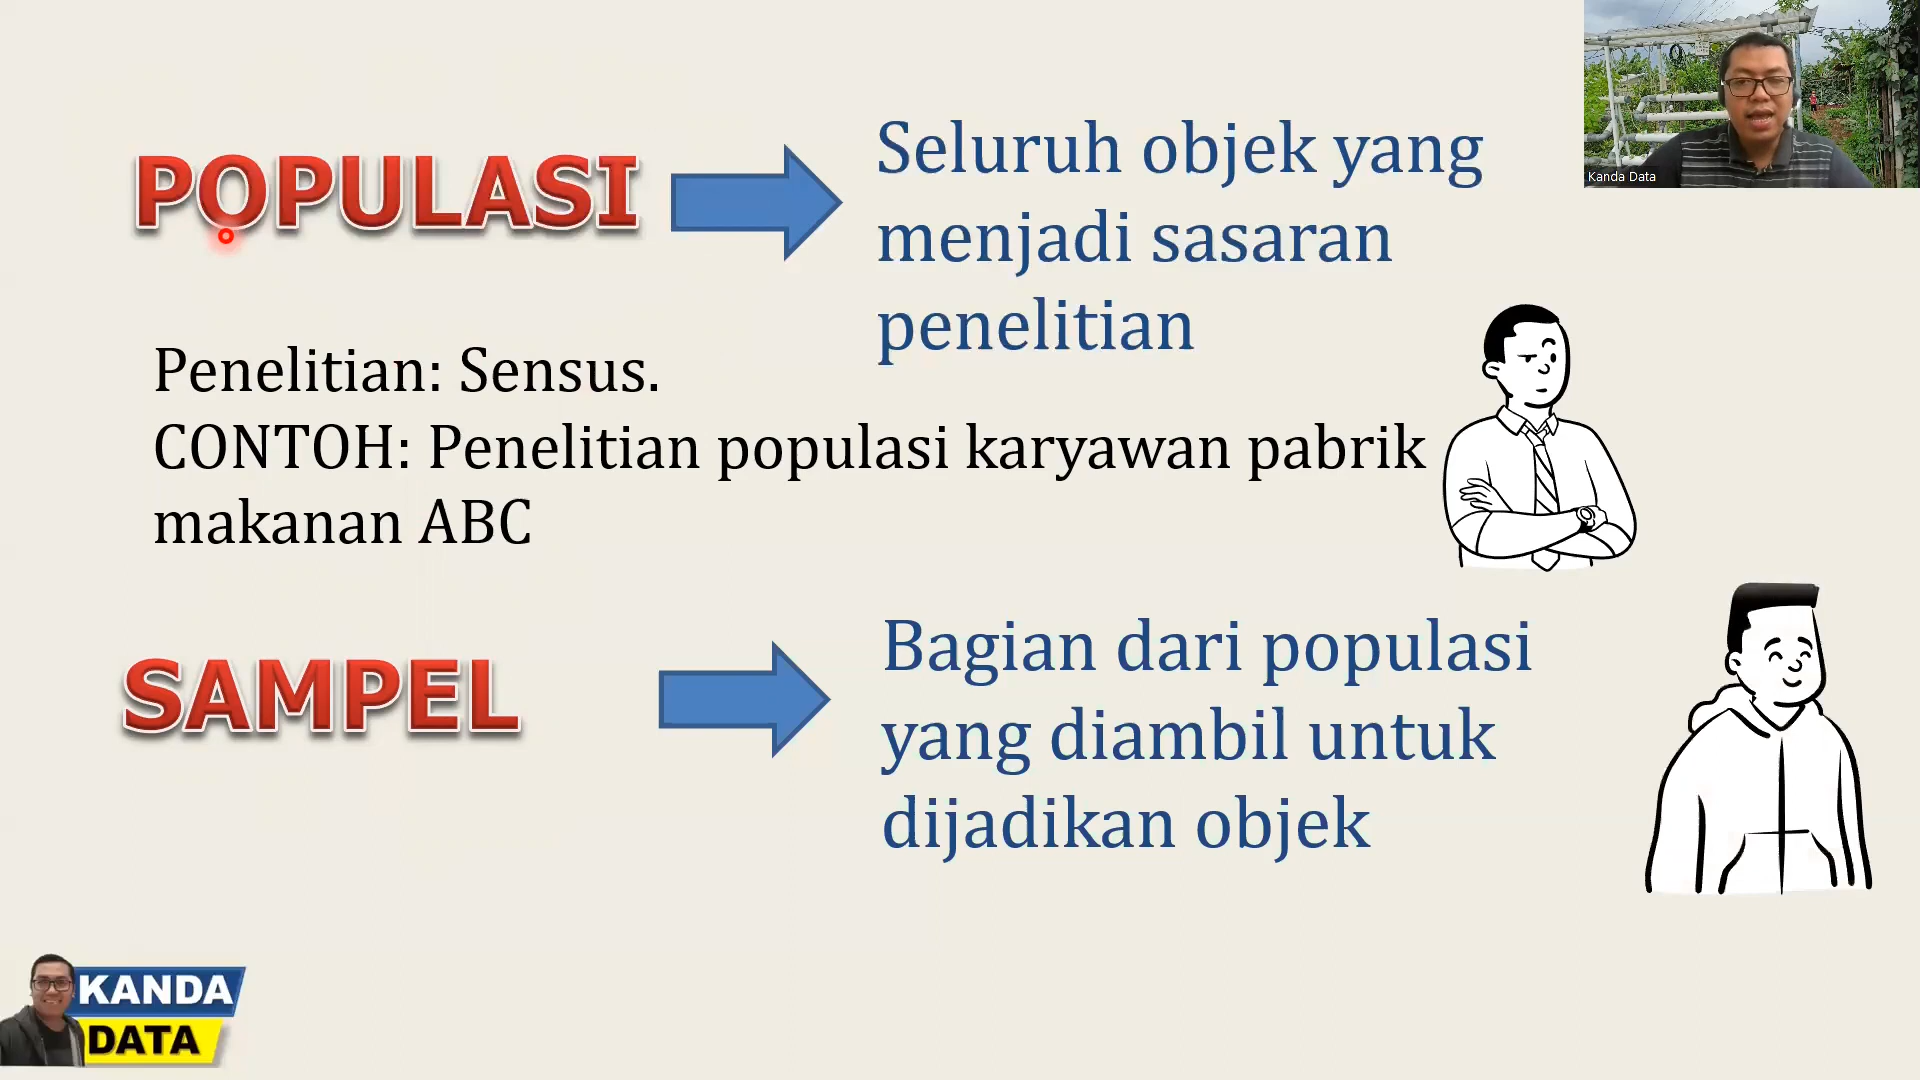 POPULASI
Seluruh objek yang
menjadi sasaran
penelitian
Kanda Data
Penelitian: Sensus.
CONTOH: Penelitian populasi karyawan pabrik
makanan ABC
SAMPEL
Bagian dari populasi
yang diambil untuk
dijadikan objek
KANDA
DATA